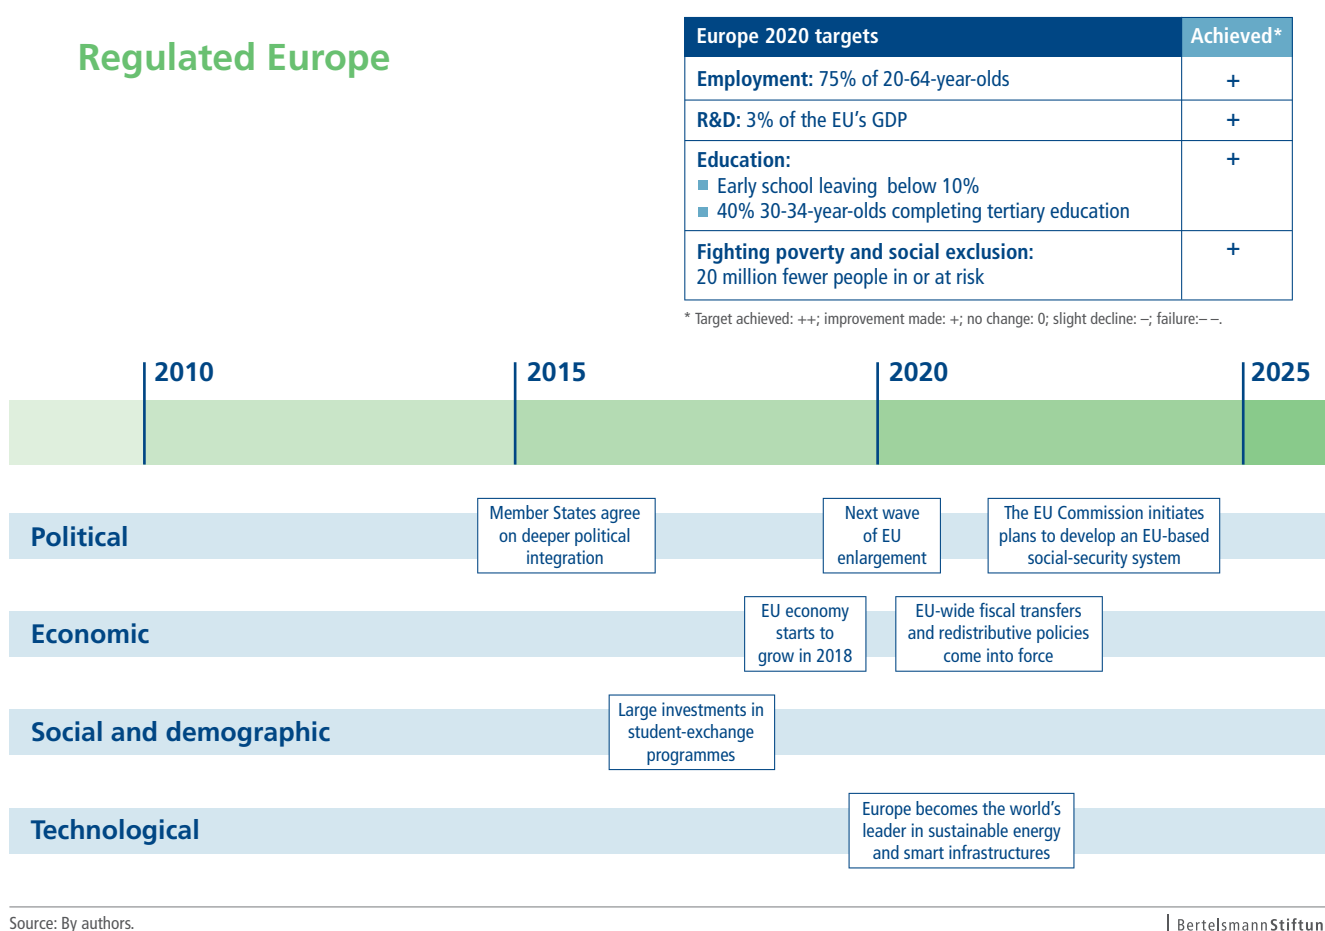 Regulated Europe
Europe 2020 targets Achieved*
Employment: 75% of 20-64-year-olds +
R&D: 3% of the EU's GDP +
Education: +
Early school leaving below 10%
40% 30-34-year-olds completing tertiary education
Fighting poverty and social exclusion: +
20 million fewer people in or at risk
* Target achieved: ++; improvement made: +; no change: 0; slight decline: –; failure:– –.
2010 2015 2020 2025
Political
Member States agree
on deeper political
integration
Next wave
of EU
enlargement
The EU Commission initiates
plans to develop an EU-based
social-security system
Economic
EU economy
starts to
grow in 2018
EU-wide fiscal transfers
and redistributive policies
come into force
Social and demographic
Large investments in
student-exchange
programmes
Technological
Europe becomes the world's
leader in sustainable energy
and smart infrastructures
Source: By authors.
BertelsmannStiftun